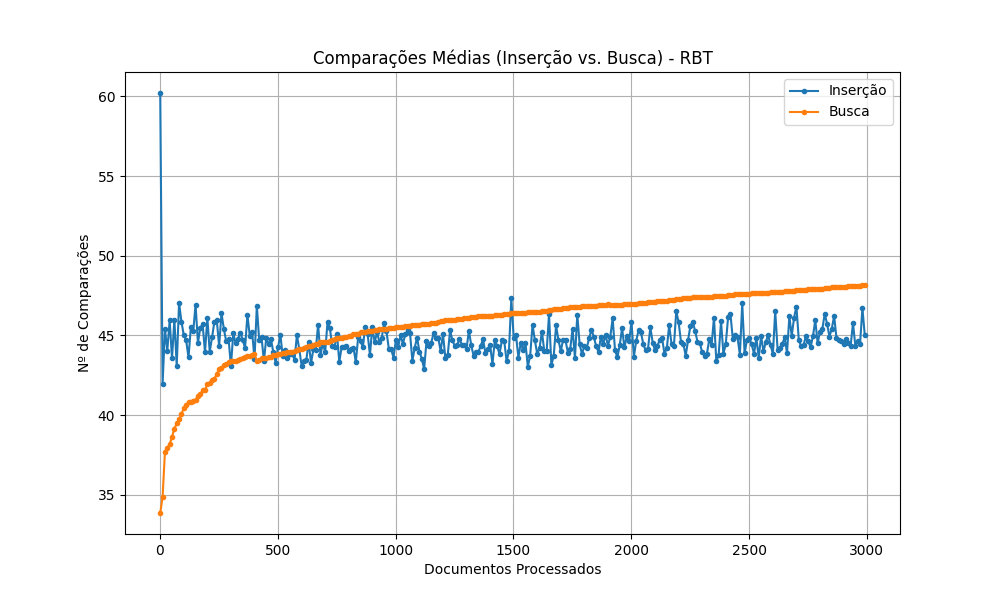 Comparações Médias (Inserção vs. Busca) - RBT
Inserção
Busca
Nº de Comparações
60
55
50
45
40
35
0
500
1000
1500
2000
2500
3000
Documentos Processados